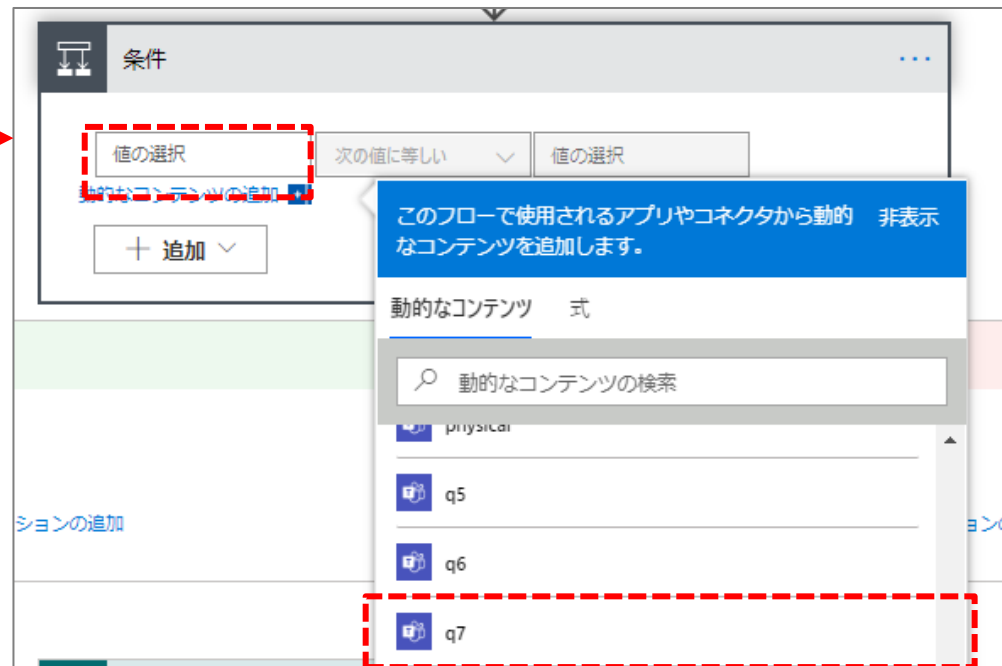 条件
値の選択
次の値に等しい
値の選択
動的なコンテンツの追加
追加
このフローで使用されるアプリやコネクタから動的
なコンテンツを追加します。
非表示
動的なコンテンツ
式
動的なコンテンツの検索
physical
q5
ションの追加
ョンの
q6
q7